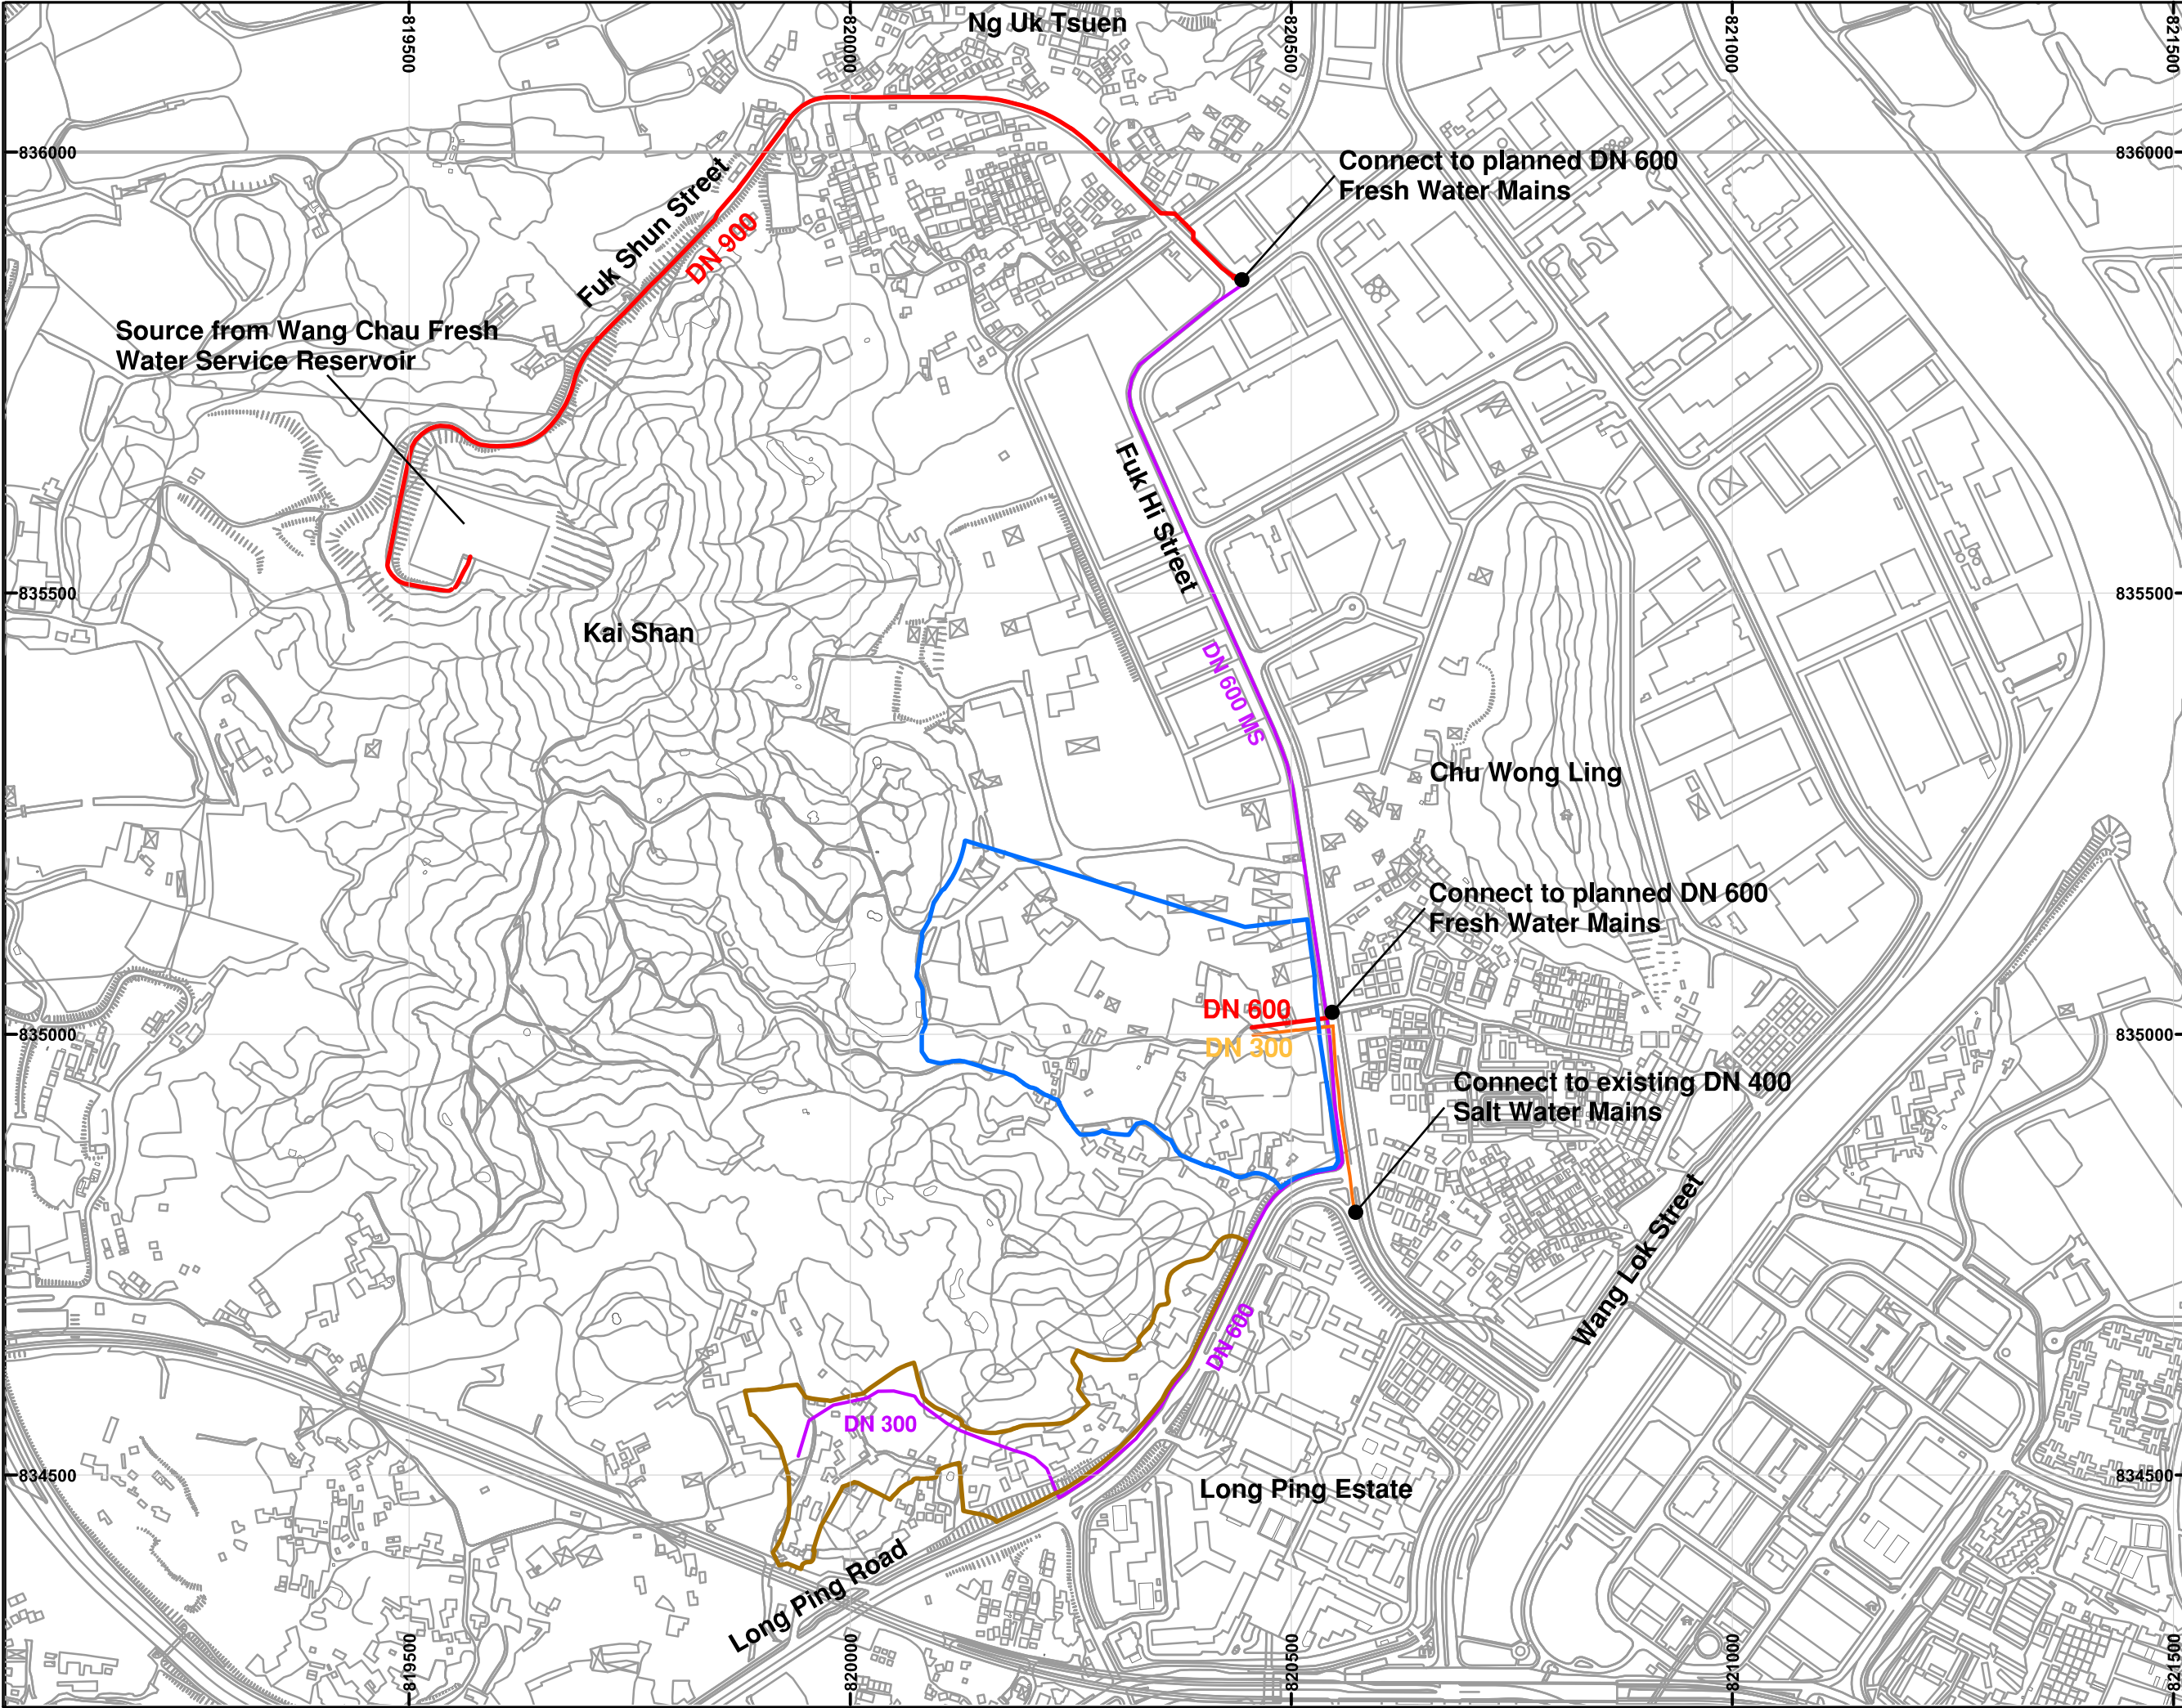 819500
820000
Ng Uk Tsuen
820500
821000
821500
836000
836000
Connect to planned DN 600
Fresh Water Mains
Fuk Shun Street
DN 900
Source from Wang Chau Fresh
Water Service Reservoir
Fuk Hi Street
835500
835500
Kai Shan
DN 600 MS
Chu Wong Ling
Connect to planned DN 600
Fresh Water Mains
DN 600
835000
835000
DN 300
Connect to existing DN 400
Salt Water Mains
Wang Lok Street
DN 600
DN 300
834500
834500
Long Ping Estate
Long Ping Road
819500
820000
820500
821000
821500